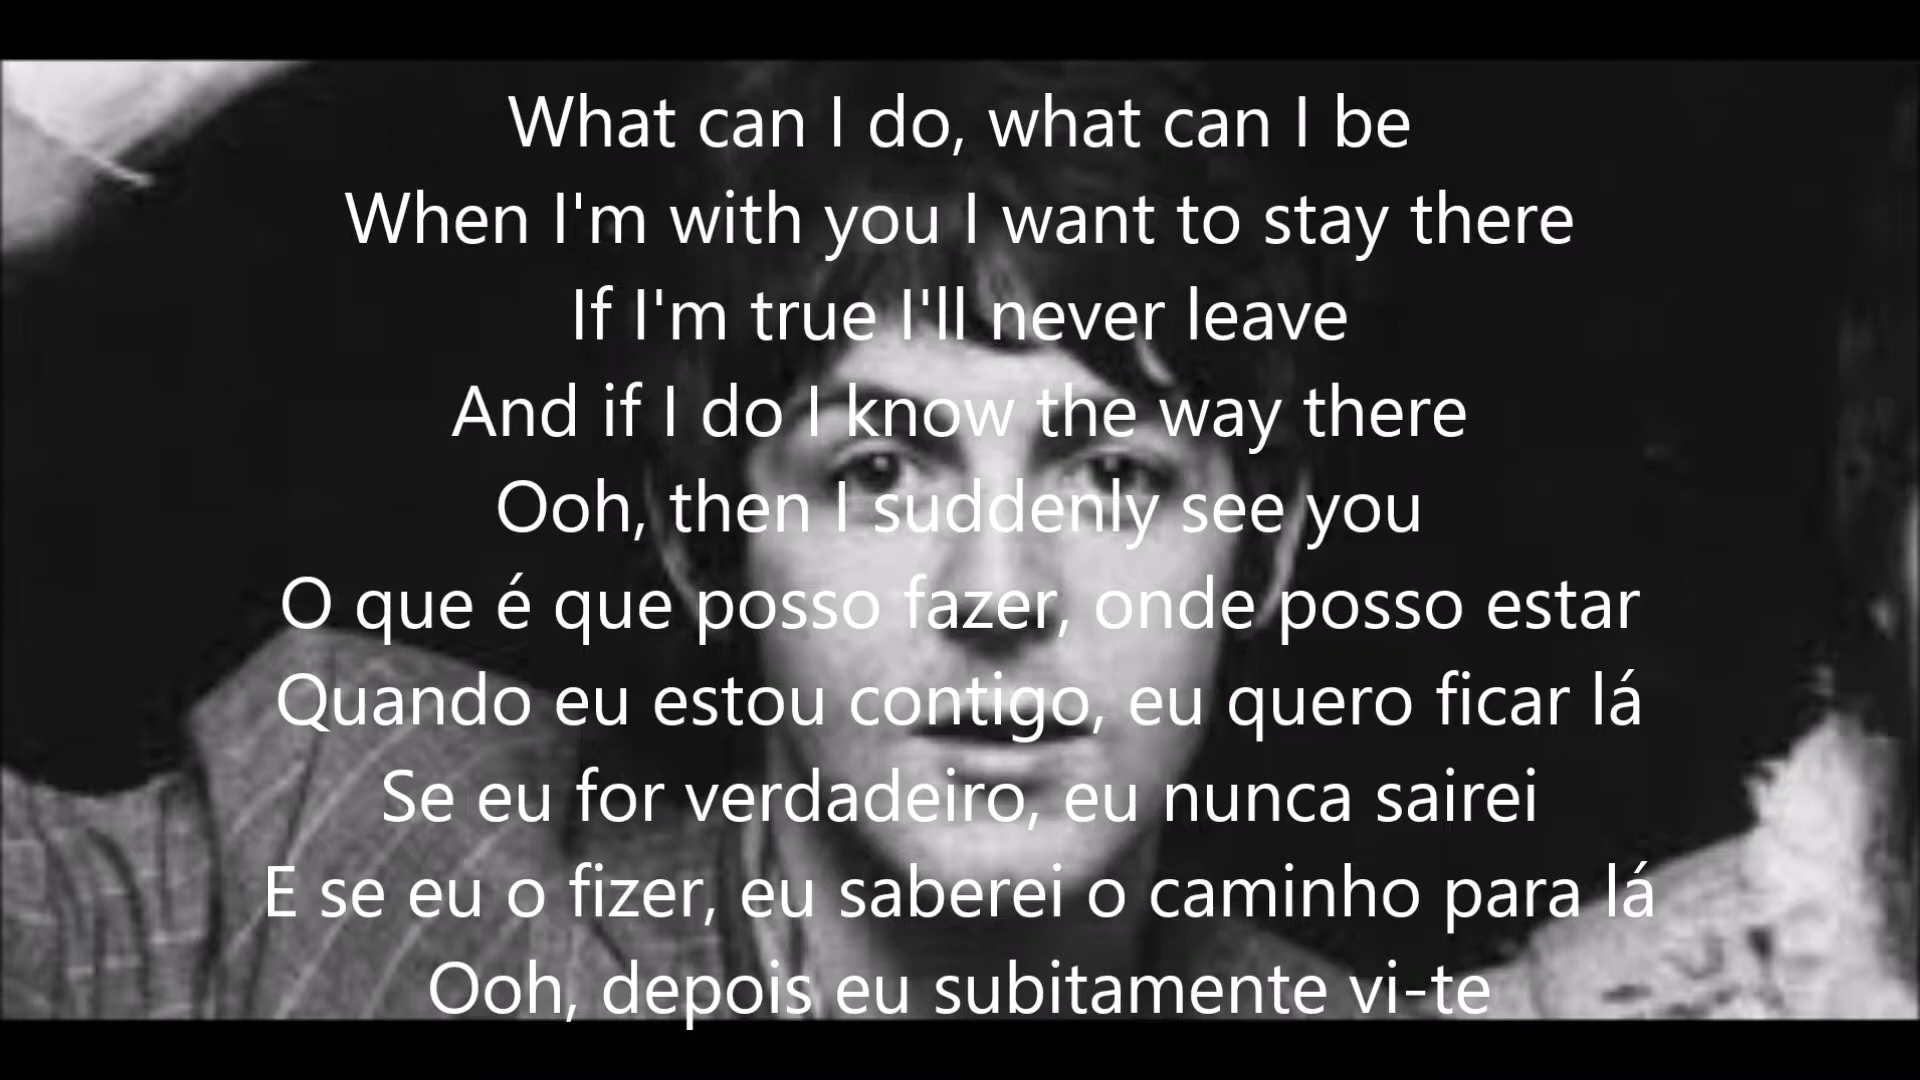 What can I do, what can I be
When I'm with you I want to stay there
If I'm true I'll never leave
And if I do I know the way there
Ooh, then I suddenly see you
O que é que posso fazer, onde posso estar
Quando eu estou contigo, eu quero ficar lá
Se eu for verdadeiro, eu nunca sairei
E se eu o fizer, eu saberei o caminho para lá
Ooh, depois eu subitamente vi-te